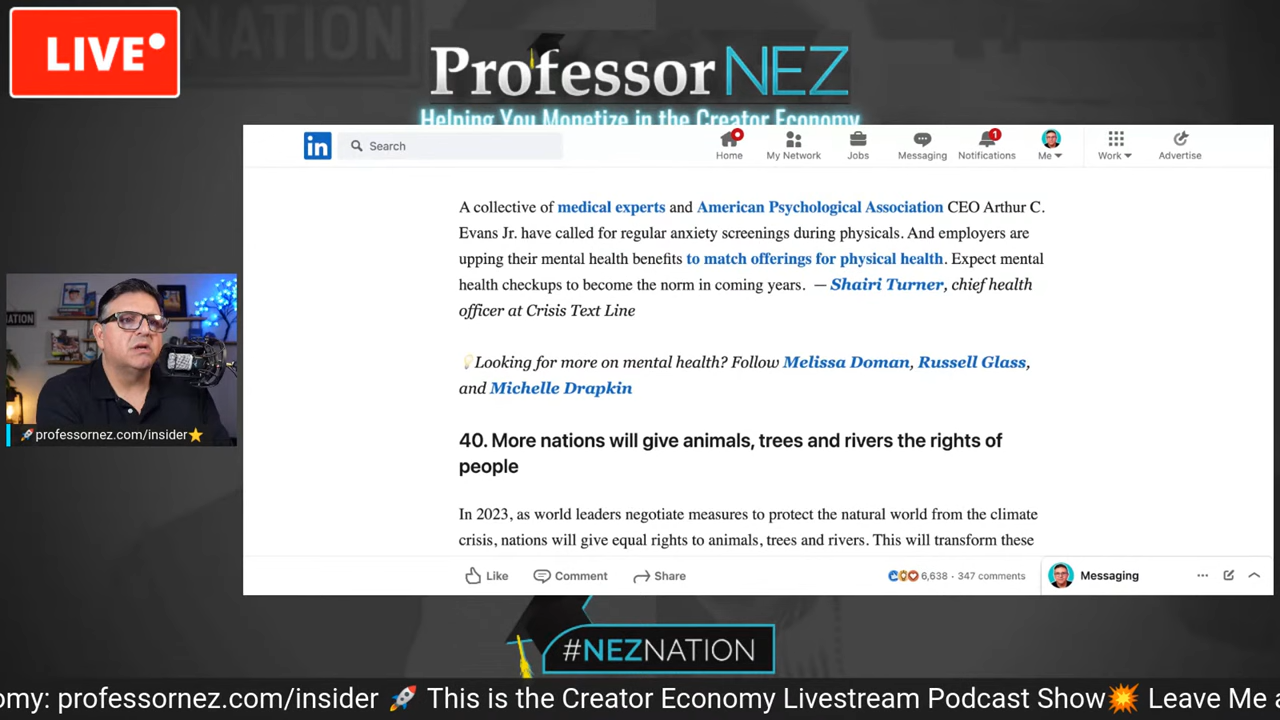 LIVE
NATION
Professor NEZ
Helping You Monetize in the Creator Economy
in
Search
Home
My Network
Jobs
Messaging
1
Notifications
Me
Work
Advertise
A collective of medical experts and American Psychological Association CEO Arthur C.
Evans Jr. have called for regular anxiety screenings during physicals. And employers are
upping their mental health benefits to match offerings for physical health. Expect mental
health checkups to become the norm in coming years. — Shairi Turner, chief health
officer at Crisis Text Line
💡Looking for more on mental health? Follow Melissa Doman, Russell Glass,
and Michelle Drapkin
40. More nations will give animals, trees and rivers the rights of
people
In 2023, as world leaders negotiate measures to protect the natural world from the climate
crisis, nations will give equal rights to animals, trees and rivers. This will transform these
Like
Comment
Share
6,638 · 347 comments
Messaging
ATION
🚀professornez.com/insider⭐
#NEZNATION
omy: professornez.com/insider 🚀 This is the Creator Economy Livestream Podcast Show💥 Leave Me a